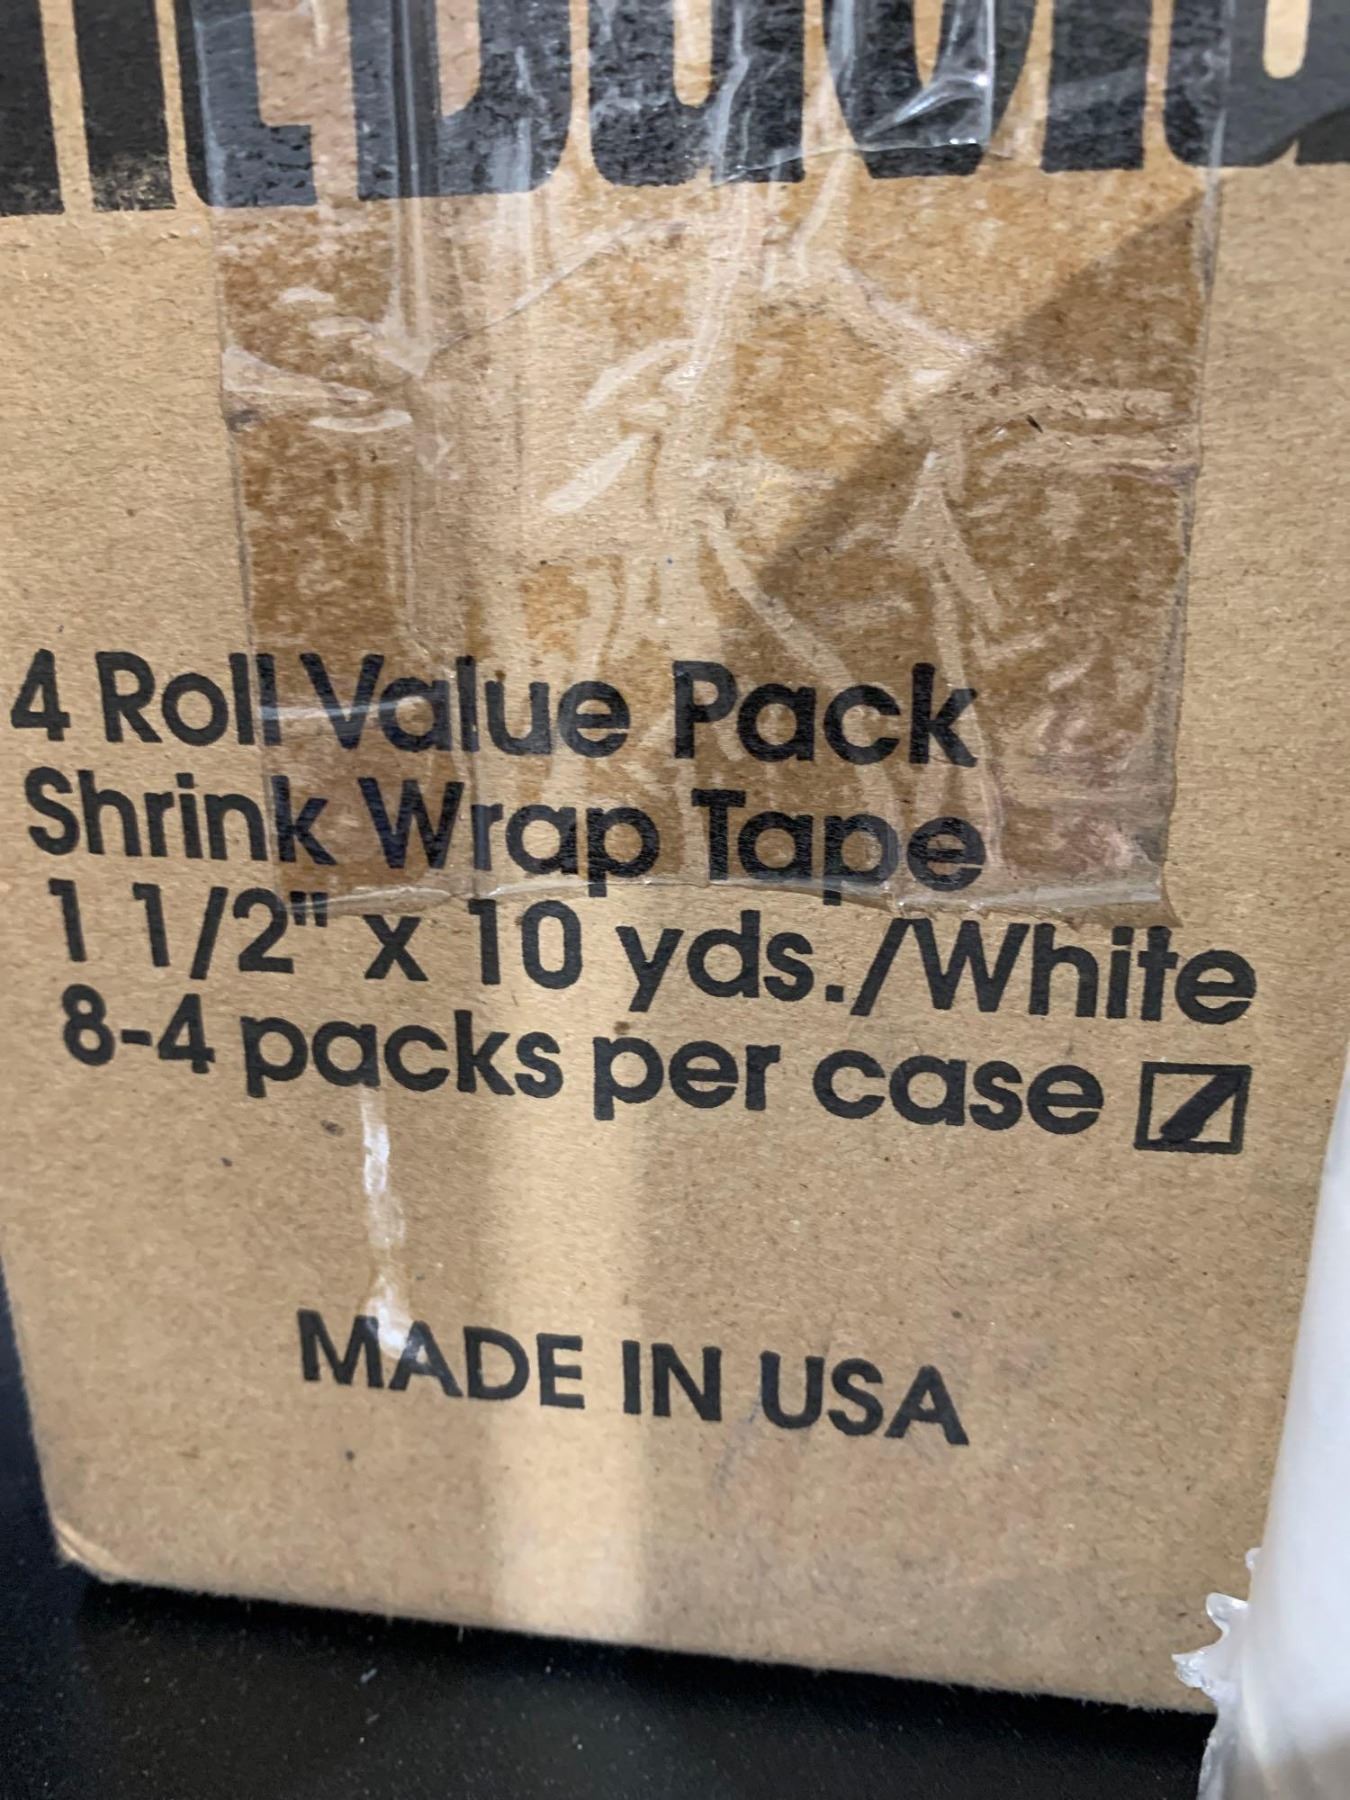 4 Roll Value Pack
Shrink Wrap Tape
1 1/2" x 10 yds./White
8-4 packs per case
MADE IN USA